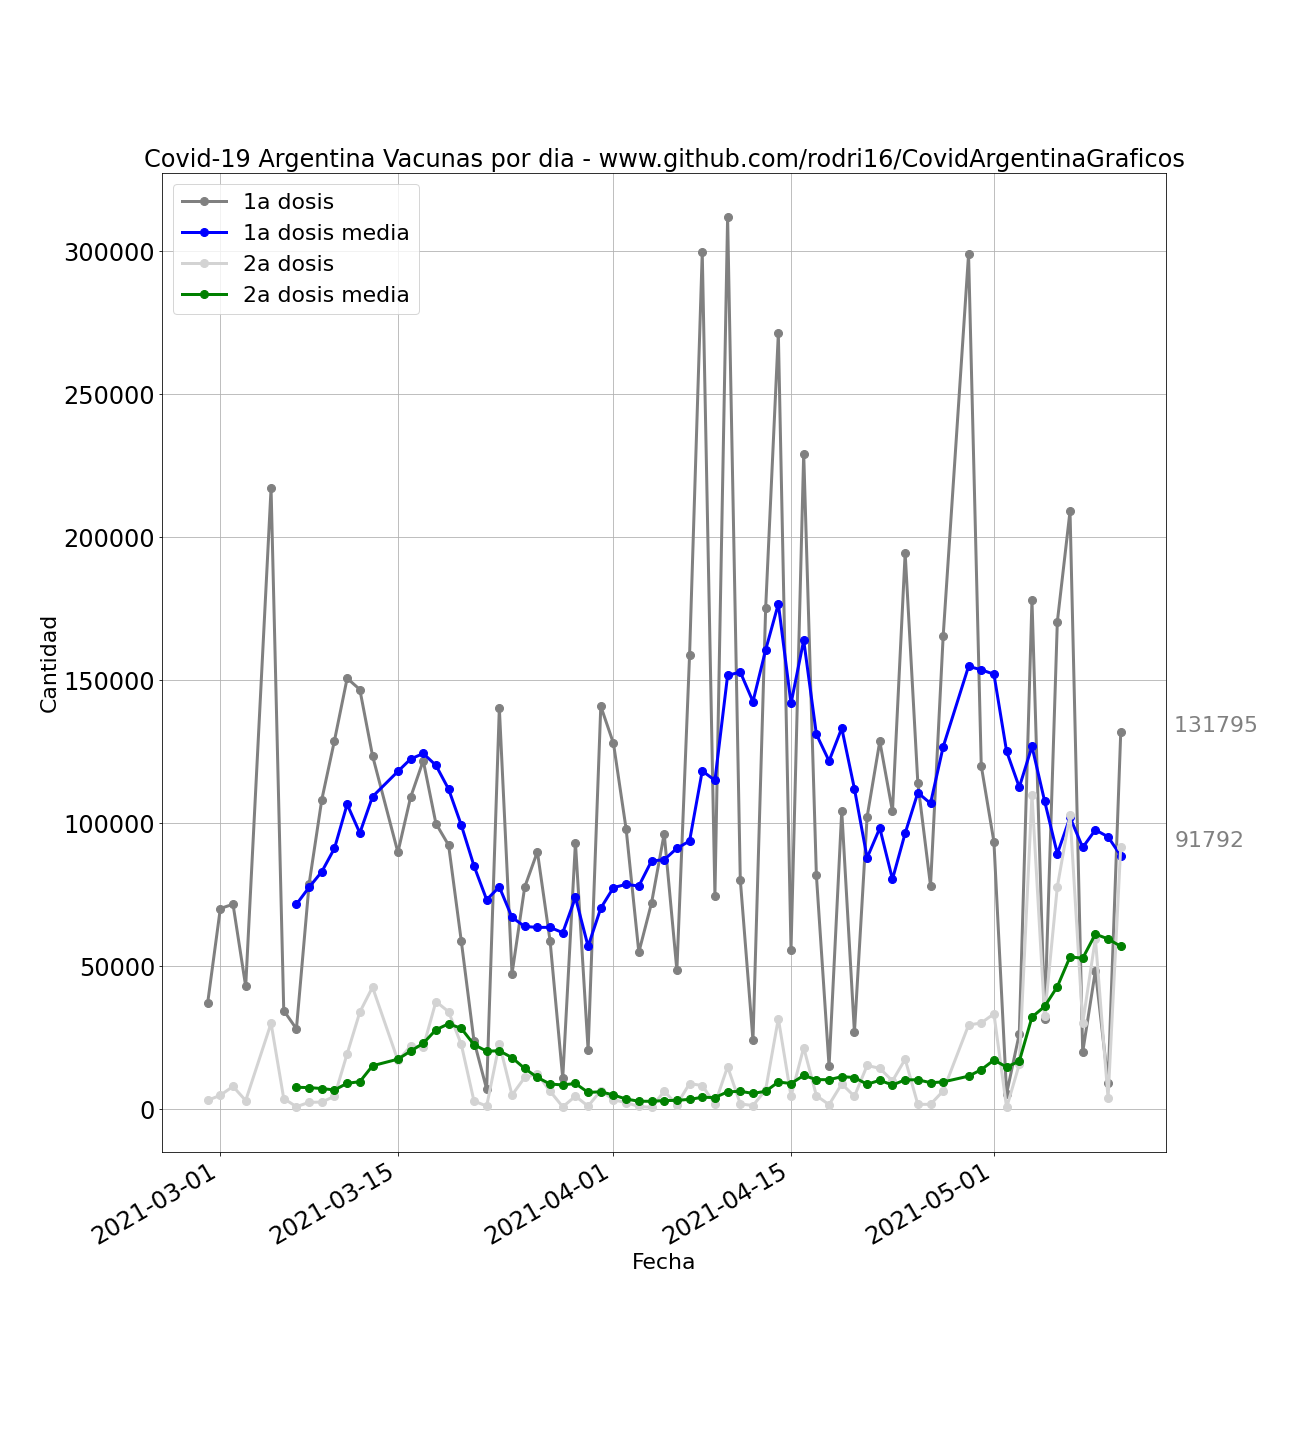 Covid-19 Argentina Vacunas por dia - www.github.com/rodri16/CovidArgentinaGraficos
1a dosis
1a dosis media
2a dosis
2a dosis media
300000
250000
200000
150000
100000
50000
0
Cantidad
131795
91792
2021-03-01
2021-03-15
2021-04-01
2021-04-15
2021-05-01
Fecha